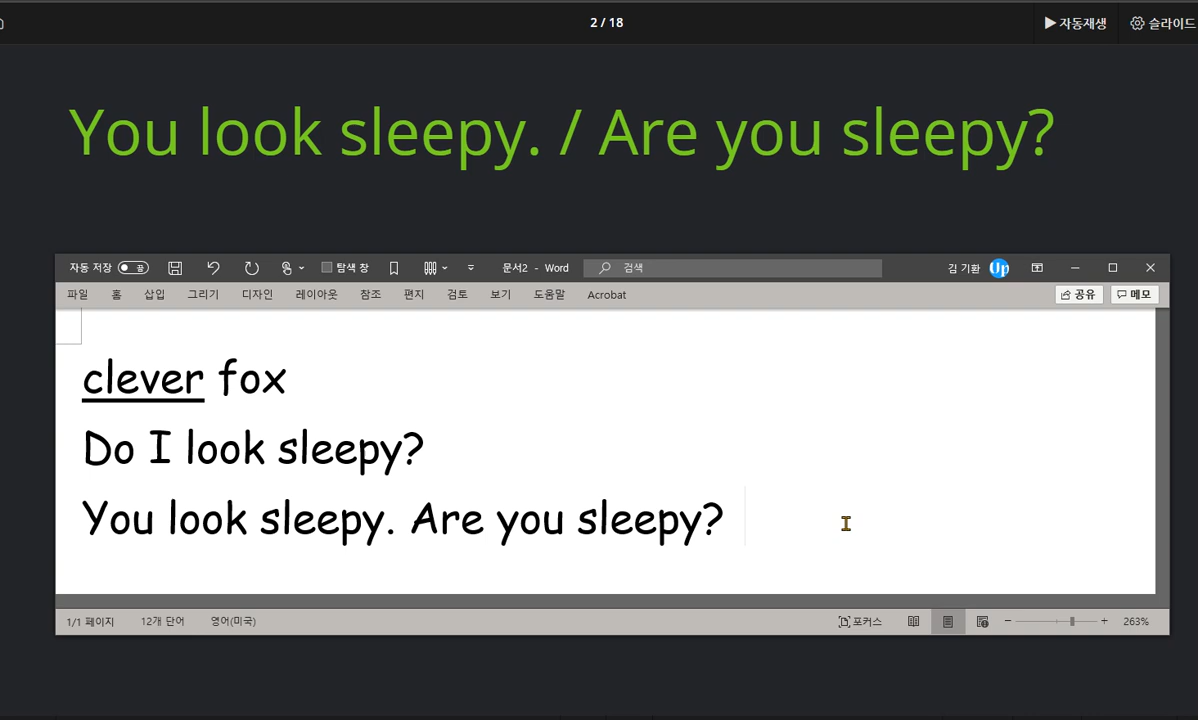 2 / 18
▶ 자동재생
슬라이드
You look sleepy. / Are you sleepy?
자동 저장 끔
탐색 창
문서2 - Word
검색
김 기환 Up
파일 홈 삽입 그리기 디자인 레이아웃 참조 편지 검토 보기 도움말 Acrobat
공유 메모
clever fox
Do I look sleepy?
You look sleepy. Are you sleepy?
1/1 페이지 12개 단어 영어(미국)
포커스 − + 263%